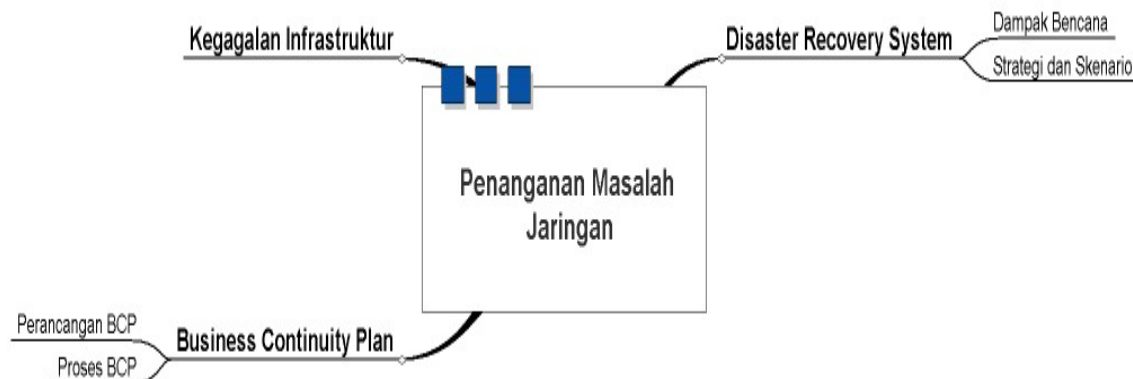 Kegagalan Infrastruktur
Disaster Recovery System
Dampak Bencana
Strategi dan Skenario
Penanganan Masalah
Jaringan
Perancangan BCP
Business Continuity Plan
Proses BCP